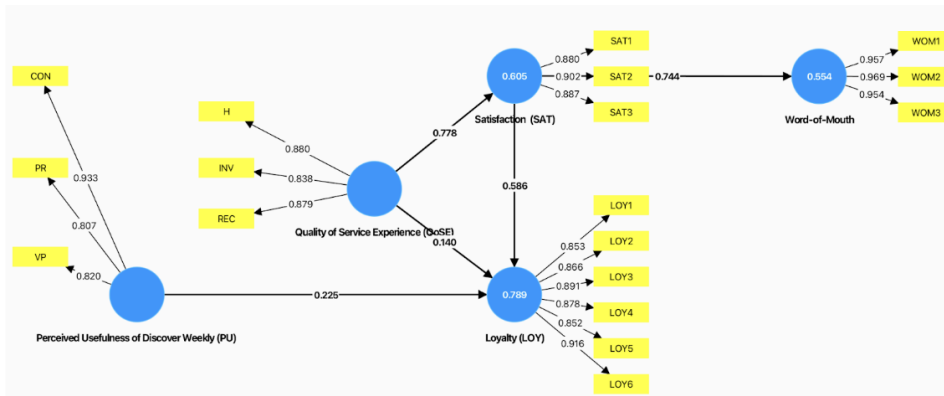 SAT1
WOM1
0.880
0.957
CON
0.605
0.902
SAT2
0.744
0.554
0.969
WOM2
0.887
0.954
H
SAT3
WOM3
Satisfaction (SAT)
Word-of-Mouth
0.778
0.880
PR
INV
0.838
0.933
0.586
0.879
LOY1
REC
0.807
Quality of Service Experience (QoSE)
0.140
0.853
LOY2
VP
0.866
0.820
LOY3
0.891
0.225
0.789
0.878
LOY4
0.852
Perceived Usefulness of Discover Weekly (PU)
Loyalty (LOY)
0.916
LOY5
LOY6